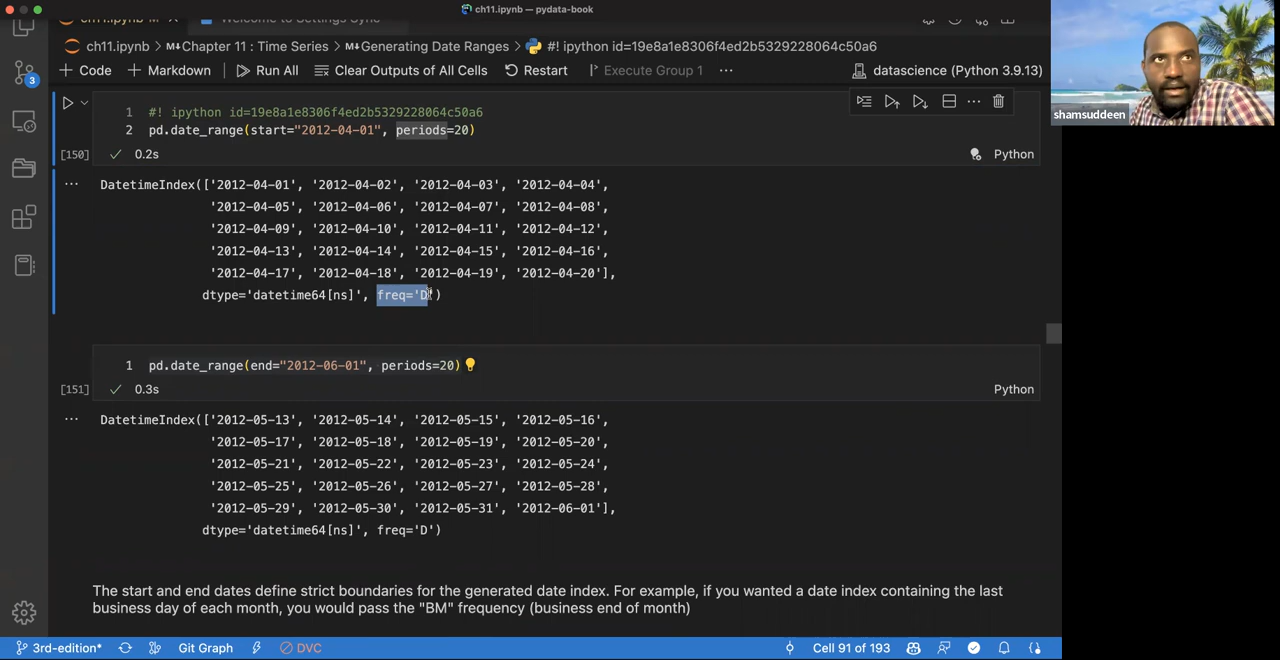 ch11.ipynb — pydata-book
ch11.ipynb M
Welcome to Settings Sync
ch11.ipynb > M↓Chapter 11 : Time Series > M↓Generating Date Ranges > #! ipython id=19e8a1e8306f4ed2b5329228064c50a6
+ Code + Markdown Run All Clear Outputs of All Cells Restart Execute Group 1 ... datascience (Python 3.9.13)
3
shamsuddeen
1 #! ipython id=19e8a1e8306f4ed2b5329228064c50a6
2 pd.date_range(start="2012-04-01", periods=20)
[150] 0.2s Python
DatetimeIndex(['2012-04-01', '2012-04-02', '2012-04-03', '2012-04-04',
'2012-04-05', '2012-04-06', '2012-04-07', '2012-04-08',
'2012-04-09', '2012-04-10', '2012-04-11', '2012-04-12',
'2012-04-13', '2012-04-14', '2012-04-15', '2012-04-16',
'2012-04-17', '2012-04-18', '2012-04-19', '2012-04-20'],
dtype='datetime64[ns]', freq='D')
1 pd.date_range(end="2012-06-01", periods=20)
[151] 0.3s Python
DatetimeIndex(['2012-05-13', '2012-05-14', '2012-05-15', '2012-05-16',
'2012-05-17', '2012-05-18', '2012-05-19', '2012-05-20',
'2012-05-21', '2012-05-22', '2012-05-23', '2012-05-24',
'2012-05-25', '2012-05-26', '2012-05-27', '2012-05-28',
'2012-05-29', '2012-05-30', '2012-05-31', '2012-06-01'],
dtype='datetime64[ns]', freq='D')
The start and end dates define strict boundaries for the generated date index. For example, if you wanted a date index containing the last
business day of each month, you would pass the "BM" frequency (business end of month)
3rd-edition* Git Graph DVC Cell 91 of 193